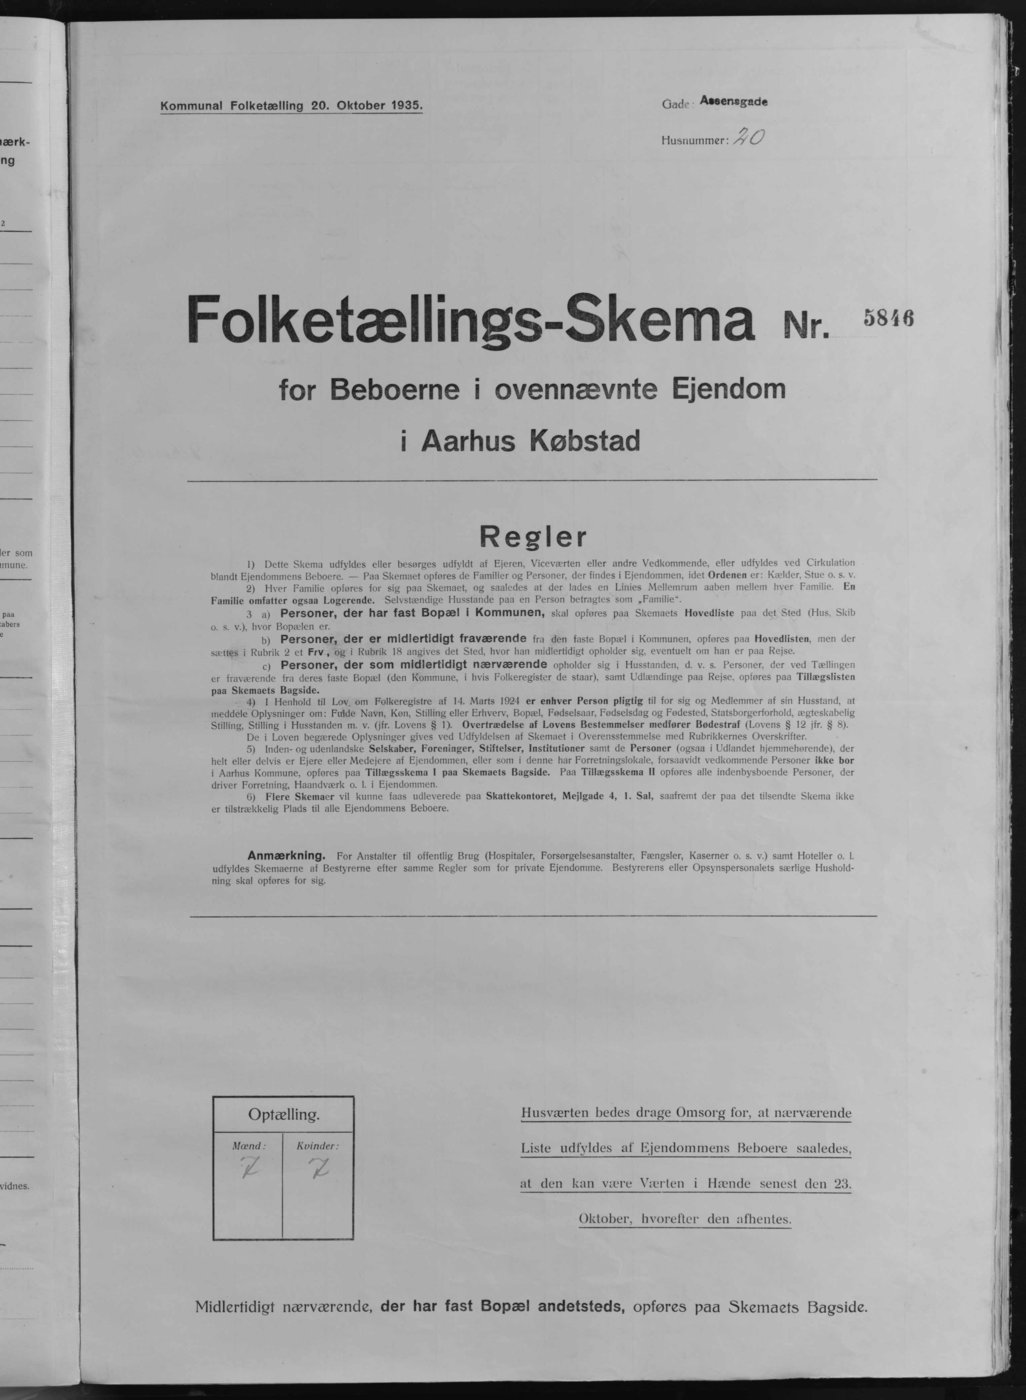 Kommunal Folketælling 20. Oktober 1935.
Gade: Assensgade
Husnummer: 20
Folketællings-Skema Nr. 5846
for Beboerne i ovennævnte Ejendom
i Aarhus Købstad
Regler
1) Dette Skema udfyldes eller besørges udfyldt af Ejeren, Viceværten eller andre Vedkommende, eller udfyldes ved Cirkulation
blandt Ejendommens Beboere. — Paa Skemaet opføres de Familier og Personer, der findes i Ejendommen, idet Ordenen er: Kælder, Stue o. s. v.
2) Hver Familie opføres for sig paa Skemaet, og saaledes at der lades en Linies Mellemrum aaben mellem hver Familie. En
Familie omfatter ogsaa Logerende. Selvstændige Husstande paa en Person betragtes som „Familie“.
3 a) Personer, der har fast Bopæl i Kommunen, skal opføres paa Skemaets Hovedliste paa det Sted (Hus, Skib
o. s. v.), hvor Bopælen er.
b) Personer, der er midlertidigt fraværende fra den faste Bopæl i Kommunen, opføres paa Hovedlisten, men der
sættes i Rubrik 2 et Frv., og i Rubrik 18 angives det Sted, hvor han midlertidigt opholder sig, eventuelt om han er paa Rejse.
c) Personer, der som midlertidigt nærværende opholder sig i Husstanden, d. v. s. Personer, der ved Tællingen
er fraværende fra deres faste Bopæl (den Kommune, i hvis Folkeregister de staar), samt Udlændinge paa Rejse, opføres paa Tillægslisten
paa Skemaets Bagside.
4) I Henhold til Lov om Folkeregistre af 14. Marts 1924 er enhver Person pligtig til for sig og Medlemmer af sin Husstand, at
meddele Oplysninger om: Fulde Navn, Køn, Stilling eller Erhverv, Bopæl, Fødselsaar, Fødselsdag og Fødested, Statsborgerforhold, ægteskabelig
Stilling, Stilling i Husstanden m. v. (jfr. Lovens § 1). Overtrædelse af Lovens Bestemmelser medfører Bødestraf (Lovens § 12 jfr. § 8).
De i Loven begærede Oplysninger gives ved Udfyldelsen af Skemaet i Overensstemmelse med Rubrikkernes Overskrifter.
5) Inden- og udenlandske Selskaber, Foreninger, Stiftelser, Institutioner samt de Personer (ogsaa i Udlandet hjemmehørende), der
helt eller delvis er Ejere eller Medejere af Ejendommen, eller som i denne har Forretningslokale, forsaavidt vedkommende Personer ikke bor
i Aarhus Kommune, opføres paa Tillægsskema I paa Skemaets Bagside. Paa Tillægsskema II opføres alle indenbysboende Personer, der
driver Forretning, Haandværk o. l. i Ejendommen.
6) Flere Skemaer vil kunne faas udleverede paa Skattekontoret, Mejlgade 4, 1. Sal, saafremt der paa det tilsendte Skema ikke
er tilstrækkelig Plads til alle Ejendommens Beboere.
Anmærkning. For Anstalter til offentlig Brug (Hospitaler, Forsørgelsesanstalter, Fængsler, Kaserner o. s. v.) samt Hoteller o. l.
udfyldes Skemaerne af Bestyrerne efter samme Regler som for private Ejendomme. Bestyrerens eller Opsynspersonalets særlige Hushold-
ning skal opføres for sig.
Optælling.
Mænd: Kvinder:
7 7
Husværten bedes drage Omsorg for, at nærværende
Liste udfyldes af Ejendommens Beboere saaledes,
at den kan være Værten i Hænde senest den 23.
Oktober, hvorefter den afhentes.
Midlertidigt nærværende, der har fast Bopæl andetsteds, opføres paa Skemaets Bagside.